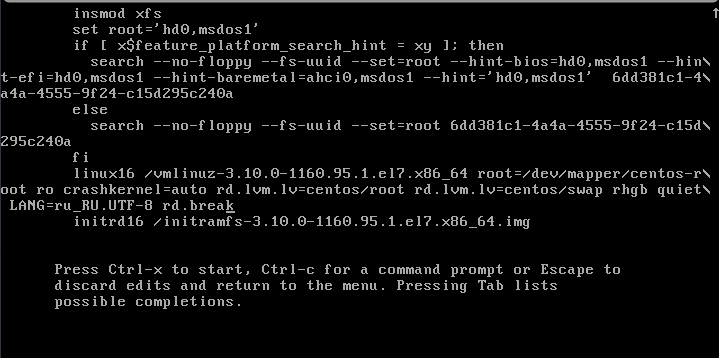 insmod xfs
set root='hd0,msdos1'
if [ x$feature_platform_search_hint = xy ]; then
search --no-floppy --fs-uuid --set=root --hint-bios=hd0,msdos1 --hin\
t-efi=hd0,msdos1 --hint-baremetal=ahci0,msdos1 --hint='hd0,msdos1'  6dd381c1-4\
a4a-4555-9f24-c15d295c240a
else
search --no-floppy --fs-uuid --set=root 6dd381c1-4a4a-4555-9f24-c15d\
295c240a
fi
linux16 /vmlinuz-3.10.0-1160.95.1.el7.x86_64 root=/dev/mapper/centos-r\
oot ro crashkernel=auto rd.lvm.lv=centos/root rd.lvm.lv=centos/swap rhgb quiet\
LANG=ru_RU.UTF-8 rd.break
initrd16 /initramfs-3.10.0-1160.95.1.el7.x86_64.img
Press Ctrl-x to start, Ctrl-c for a command prompt or Escape to
discard edits and return to the menu. Pressing Tab lists
possible completions.